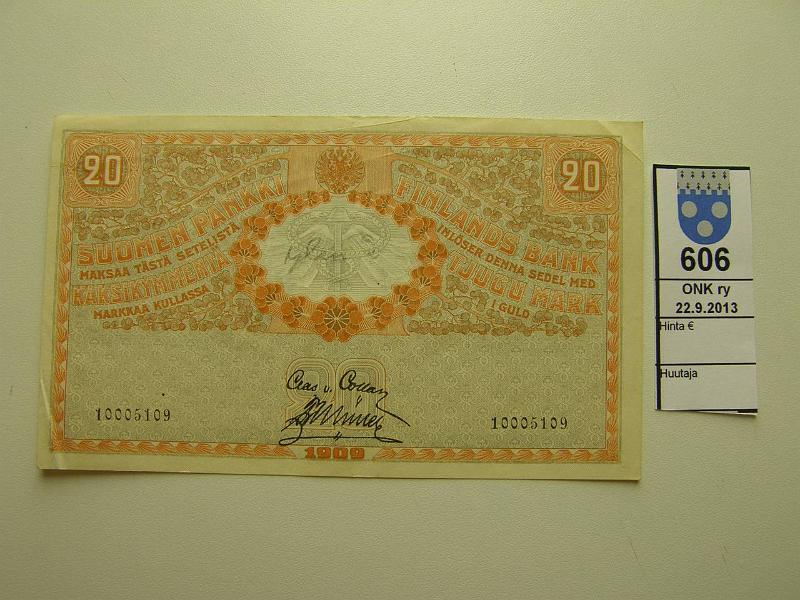 20
20
SUOMEN PANKKI
MAKSAA TÄSTÄ SETELISTÄ
KAKSIKYMMENTÄ
MARKKAA KULLASSA
FINLANDS BANK
INLÖSER DENNA SEDEL MED
TJUGU MARK
I GULD
20
10005109
10005109
1909
606
ONK ry
22.9.2013
Hinta €
Huutaja